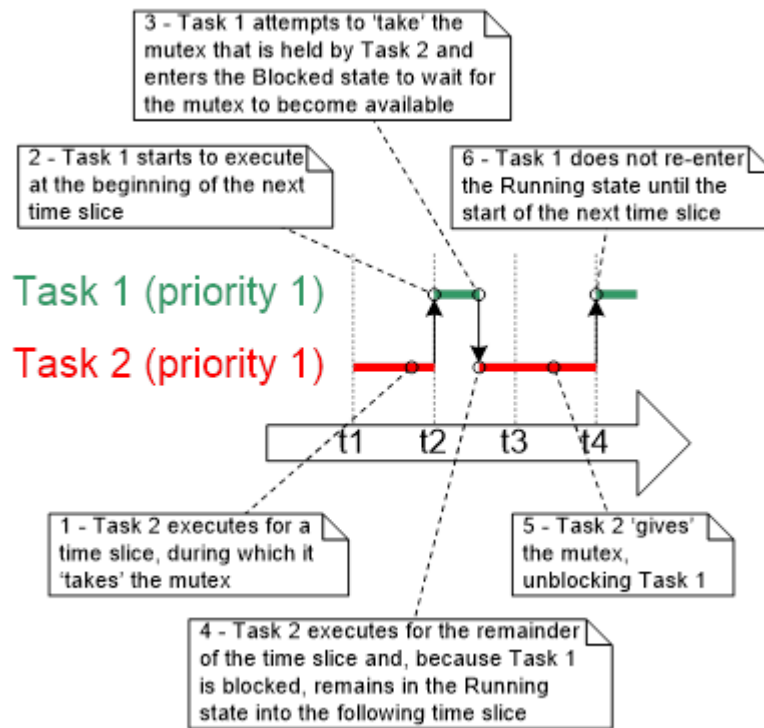 3 - Task 1 attempts to ‘take’ the
mutex that is held by Task 2 and
enters the Blocked state to wait for
the mutex to become available
2 - Task 1 starts to execute
at the beginning of the next
time slice
6 - Task 1 does not re-enter
the Running state until the
start of the next time slice
Task 1 (priority 1)
Task 2 (priority 1)
t1 t2 t3 t4
1 - Task 2 executes for a
time slice, during which it
‘takes’ the mutex
5 - Task 2 ‘gives’
the mutex,
unblocking Task 1
4 - Task 2 executes for the remainder
of the time slice and, because Task 1
is blocked, remains in the Running
state into the following time slice